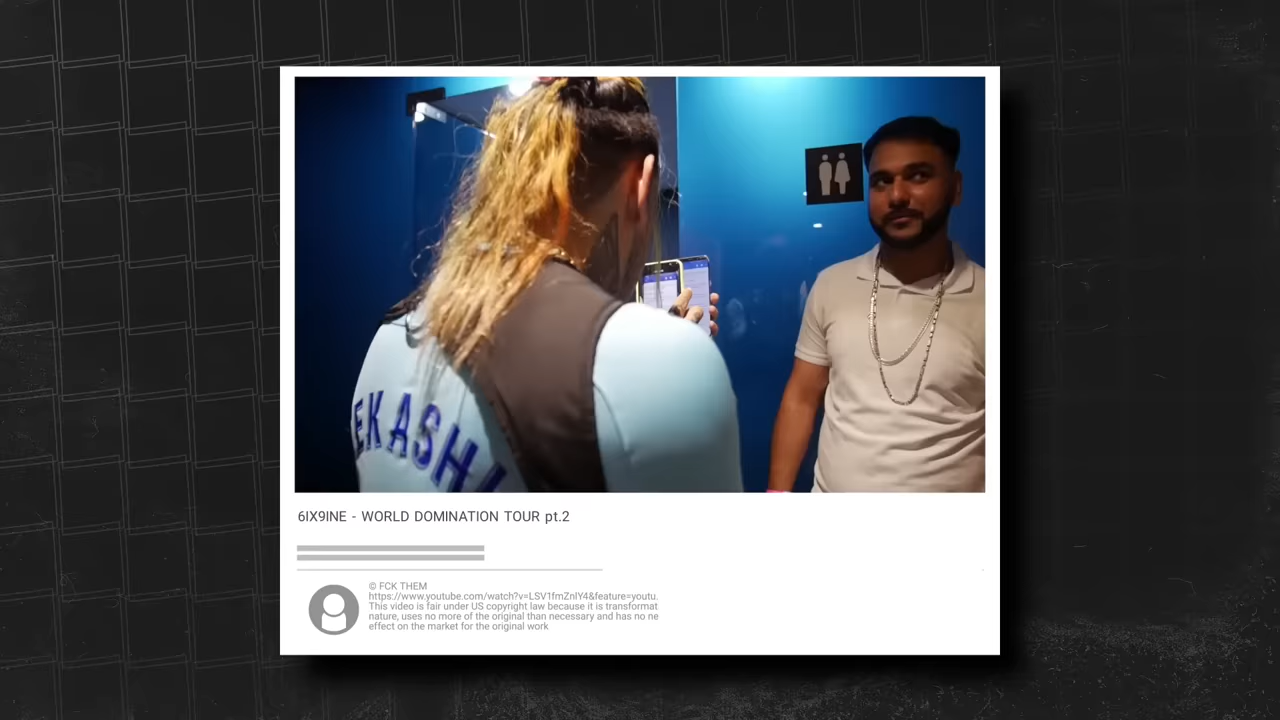 EKASHI
6IX9INE - WORLD DOMINATION TOUR pt.2
© FCK THEM
https://www.youtube.com/watch?v=LSV1fmZnlY4&feature=youtu.
This video is fair under US copyright law because it is transformat
nature, uses no more of the original than necessary and has no ne
effect on the market for the original work